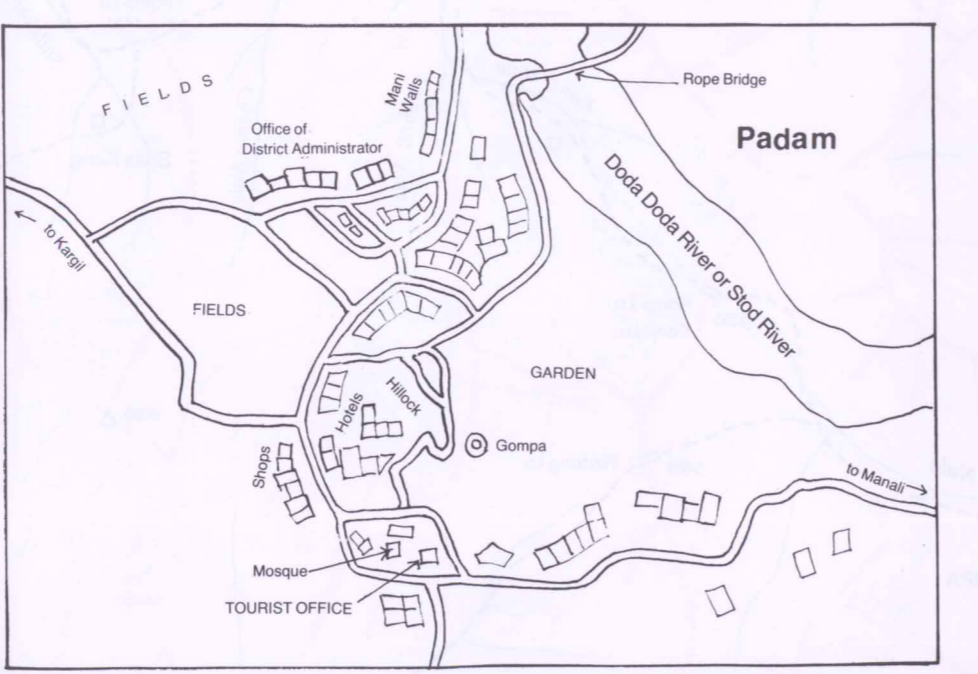 FIELDS
Mani
Walls
Rope Bridge
Office of
District Administrator
Padam
to Kargil
Doda Doda River or Stod River
FIELDS
GARDEN
Hillock
Hotels
Gompa
Shops
to Manali
Mosque
TOURIST OFFICE